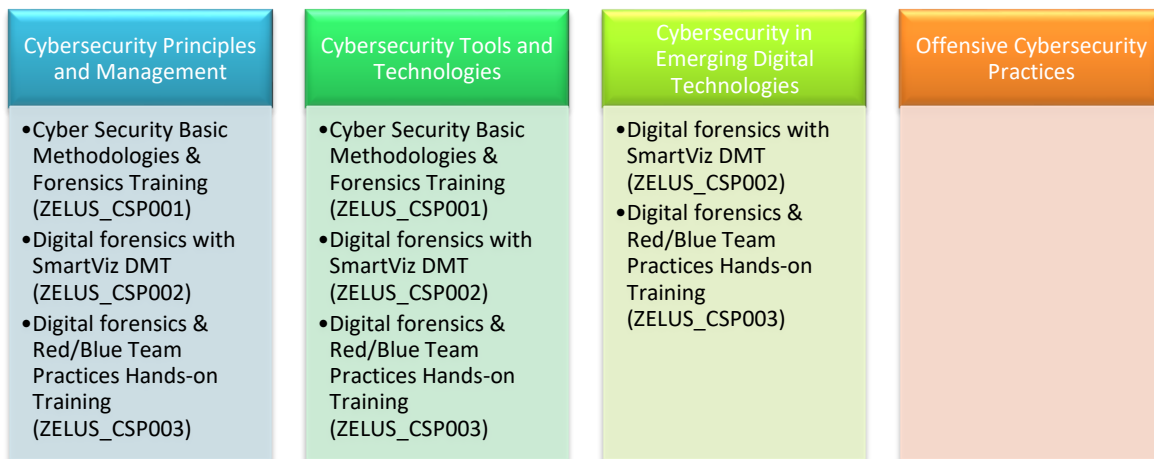 Cybersecurity Principles
and Management
•Cyber Security Basic
Methodologies &
Forensics Training
(ZELUS_CSP001)
•Digital forensics with
SmartViz DMT
(ZELUS_CSP002)
•Digital forensics &
Red/Blue Team
Practices Hands-on
Training
(ZELUS_CSP003)
Cybersecurity Tools and
Technologies
•Cyber Security Basic
Methodologies &
Forensics Training
(ZELUS_CSP001)
•Digital forensics with
SmartViz DMT
(ZELUS_CSP002)
•Digital forensics &
Red/Blue Team
Practices Hands-on
Training
(ZELUS_CSP003)
Cybersecurity in
Emerging Digital
Technologies
•Digital forensics with
SmartViz DMT
(ZELUS_CSP002)
•Digital forensics &
Red/Blue Team
Practices Hands-on
Training
(ZELUS_CSP003)
Offensive Cybersecurity
Practices